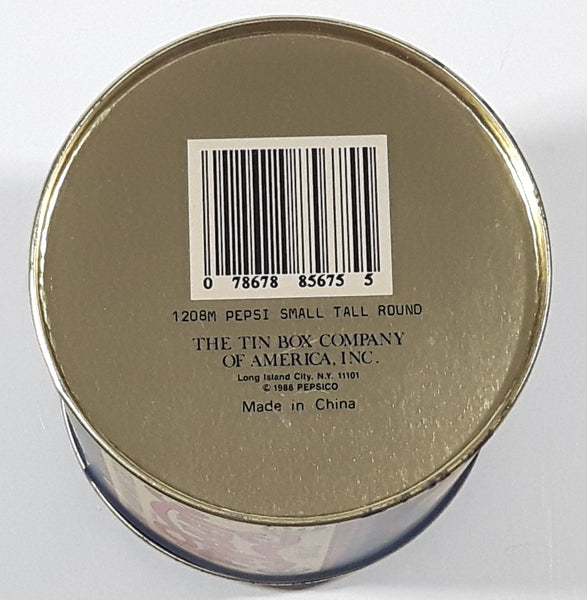 0 78678 85675 5
1208M PEPSI SMALL TALL ROUND
THE TIN BOX COMPANY
OF AMERICA, INC.
Long Island City, N.Y. 11101
© 1988 PEPSICO
Made in China